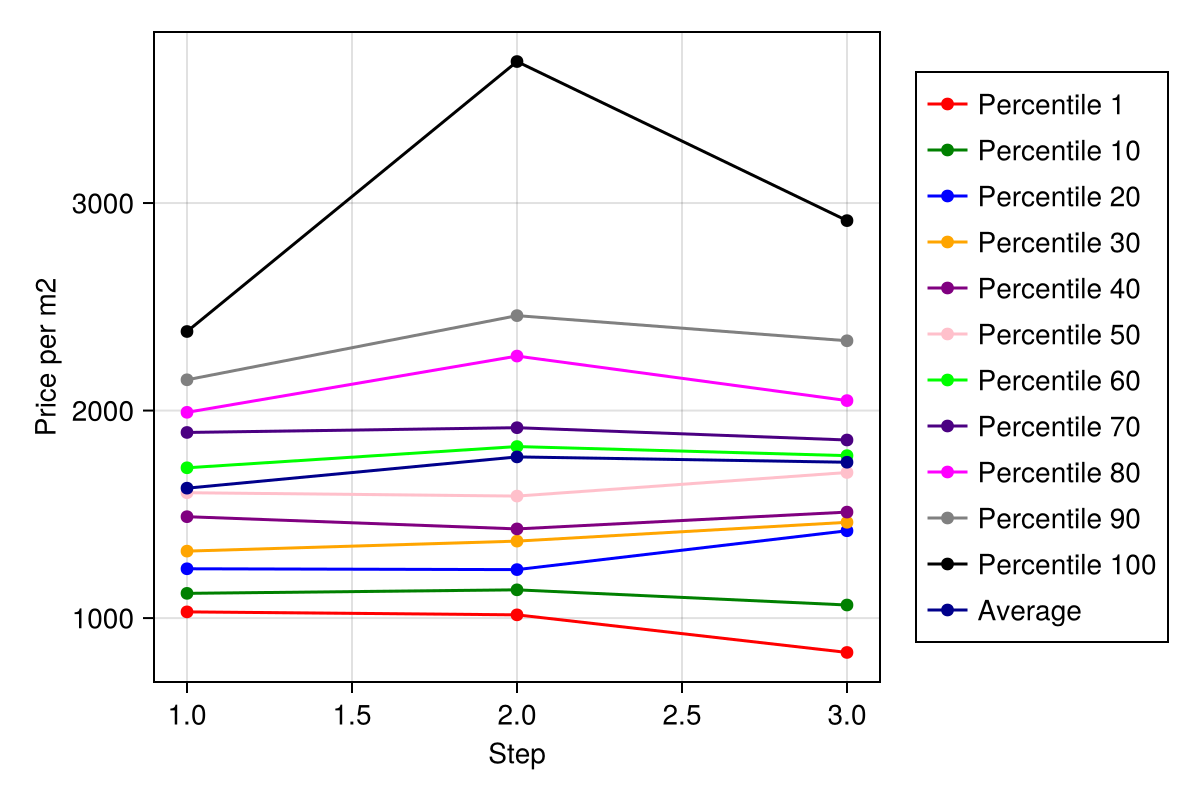 Price per m2
3000
2000
1000
1.0 1.5 2.0 2.5 3.0
Step
Percentile 1
Percentile 10
Percentile 20
Percentile 30
Percentile 40
Percentile 50
Percentile 60
Percentile 70
Percentile 80
Percentile 90
Percentile 100
Average